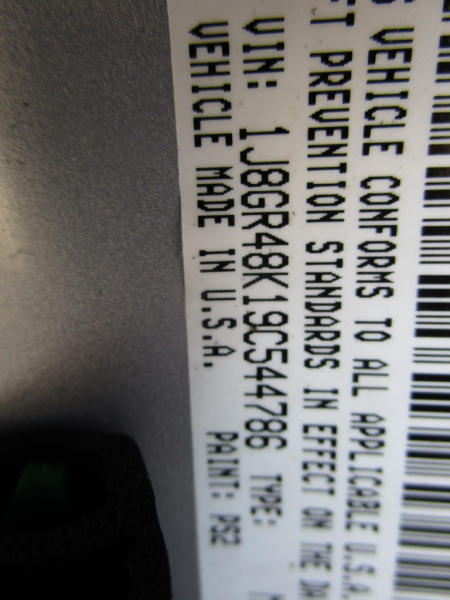 VEHICLE CONFORMS TO ALL APPLICABLE U.S.A.
PREVENTION STANDARDS IN EFFECT ON THE
VIN: 1J8GR48K19C544786 TYPE:
VEHICLE MADE IN U.S.A. PAINT: PS2